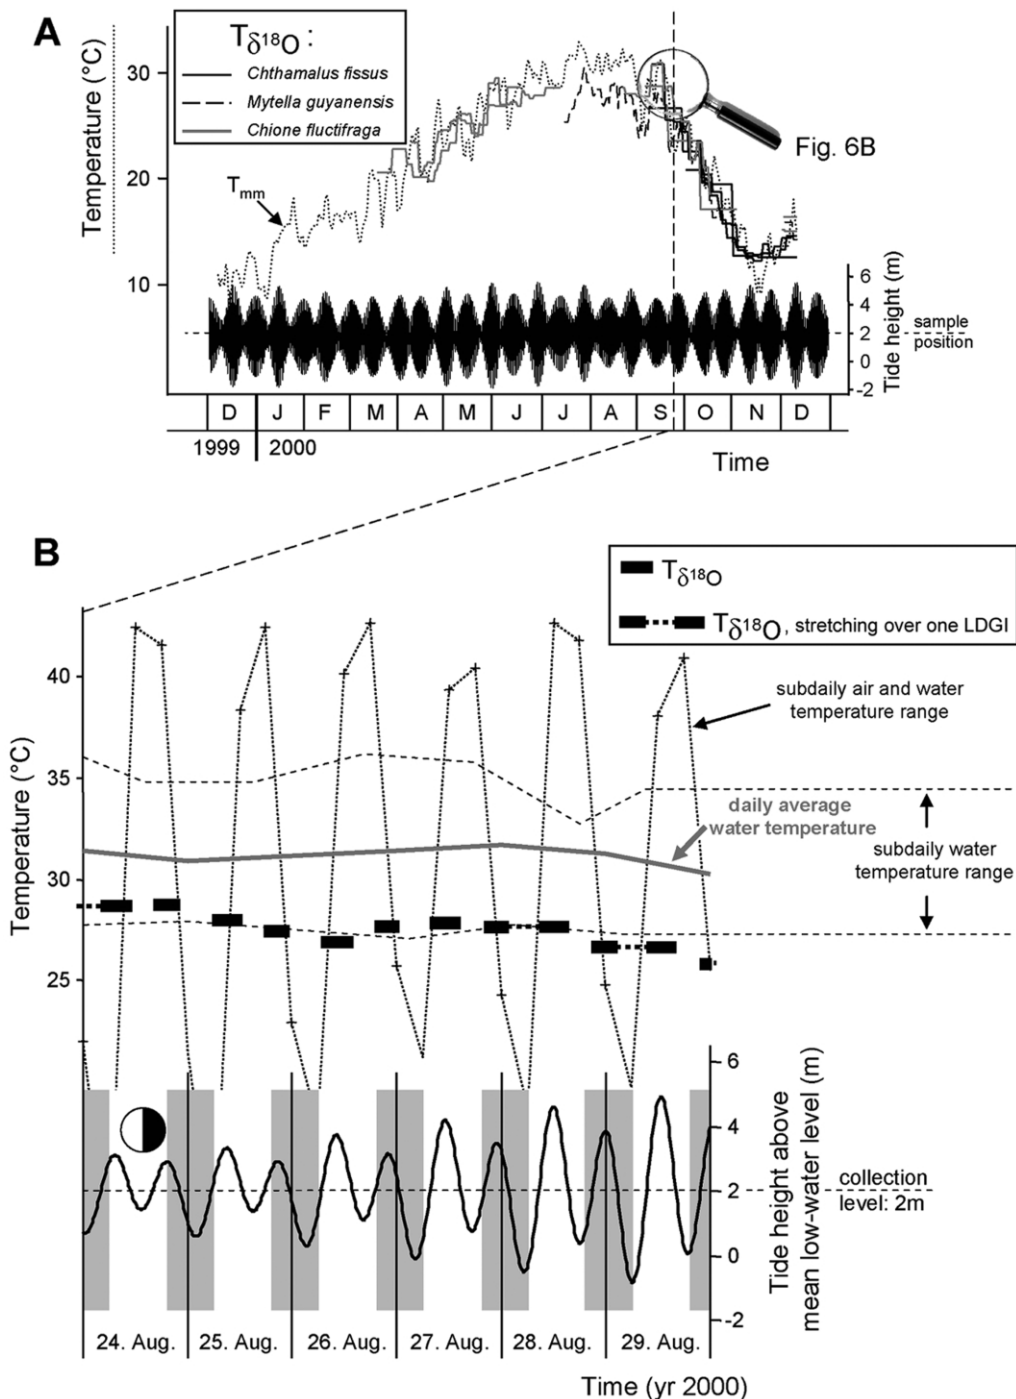 A
Temperature (°C)
Tδ18O :
Chthamalus fissus
Mytella guyanensis
Chione fluctifraga
30
20
10
Tmm
Fig. 6B
6
4
2
0
-2
Tide height (m)
sample
position
D J F M A M J J A S O N D
1999 2000
Time
B
Tδ18O
Tδ18O, stretching over one LDGI
Temperature (°C)
40
35
30
25
subdaily air and water
temperature range
daily average
water temperature
subdaily water
temperature range
6
4
2
0
-2
Tide height above
mean low-water level (m)
collection
level: 2m
24. Aug. 25. Aug. 26. Aug. 27. Aug. 28. Aug. 29. Aug.
Time (yr 2000)